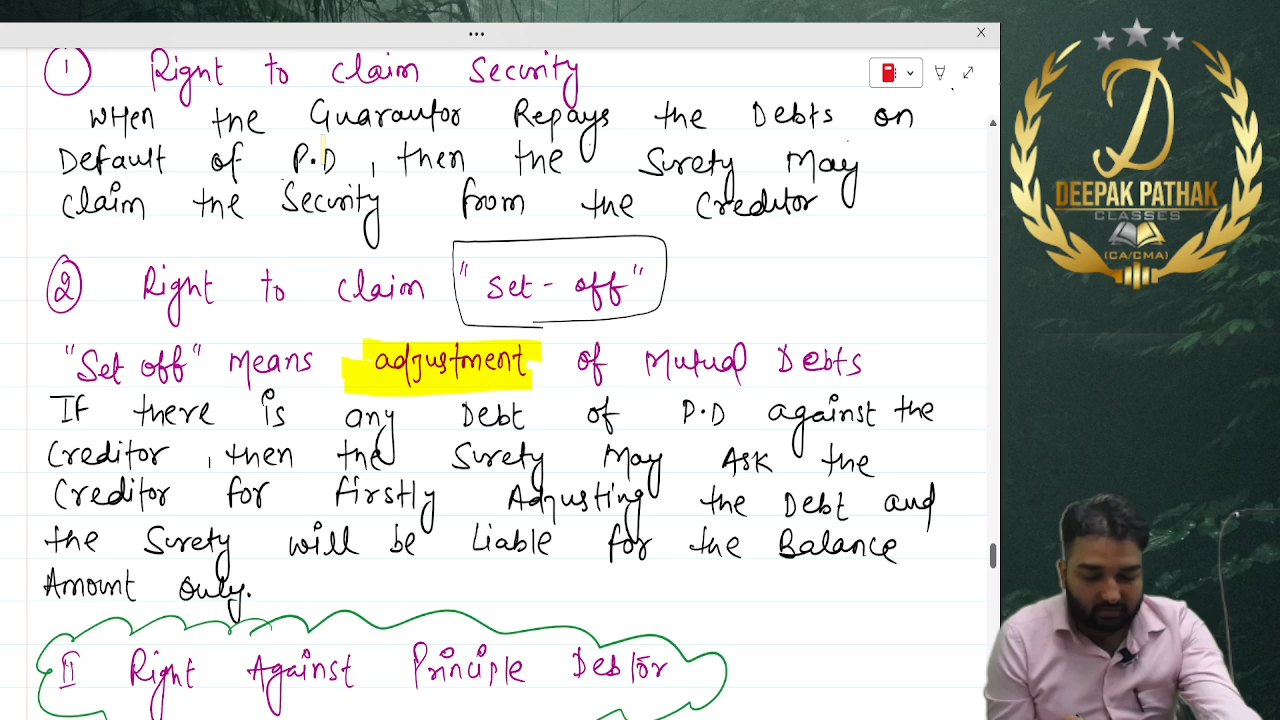 ① Right to claim Security
When the Guarantor Repays the Debts on
Default of P.D, then the Surety May
claim the Security from the Creditor
② Right to claim "Set-off"
"Set off" means adjustment of Mutual Debts
If there is any Debt of P.D against the
Creditor, then the Surety May Ask the
Creditor for firstly Adjusting the Debt and
the Surety will be Liable for the Balance
Amount only.
II Right Against Principle Debtor
D
DEEPAK PATHAK
CLASSES
(CA/CMA)